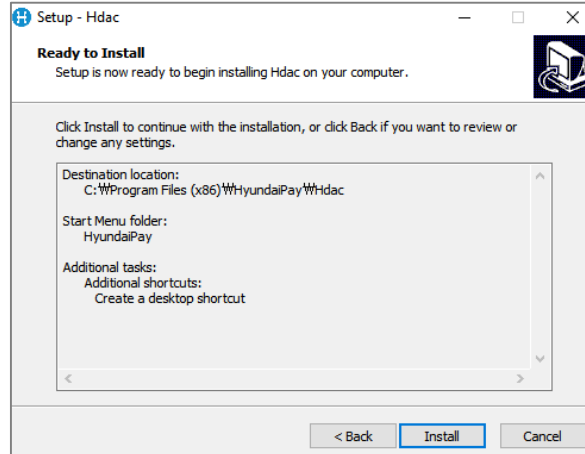 Setup - Hdac
Ready to Install
Setup is now ready to begin installing Hdac on your computer.
Click Install to continue with the installation, or click Back if you want to review or
change any settings.
Destination location:
C:₩Program Files (x86)₩HyundaiPay₩Hdac
Start Menu folder:
HyundaiPay
Additional tasks:
Additional shortcuts:
Create a desktop shortcut
< Back
Install
Cancel